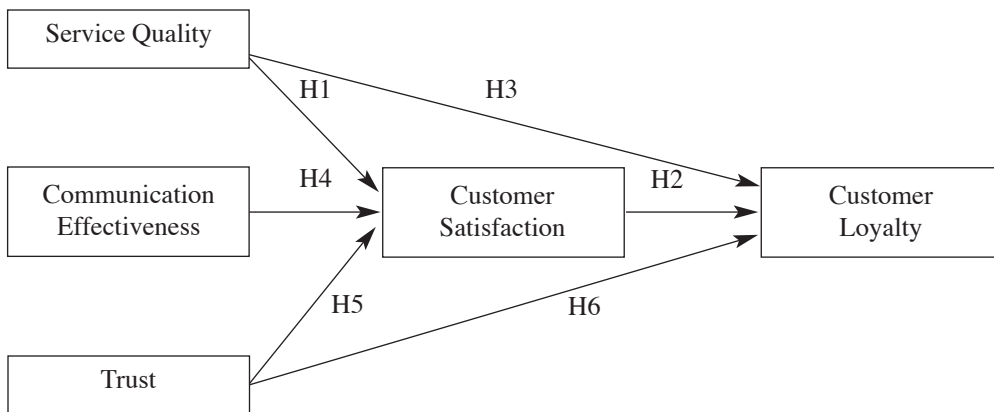 Service Quality
H1
H3
Communication
Effectiveness
H4
Customer
Satisfaction
H2
Customer
Loyalty
H5
H6
Trust